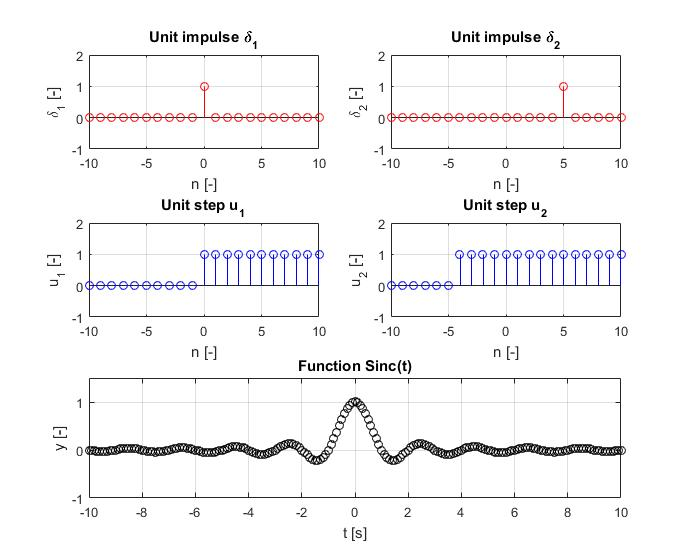 Unit impulse δ1
Unit impulse δ2
2
1
0
-1
δ1 [-]
-10 -5 0 5 10
n [-]
2
1
0
-1
δ2 [-]
-10 -5 0 5 10
n [-]
Unit step u1
Unit step u2
2
1
0
-1
u1 [-]
-10 -5 0 5 10
n [-]
2
1
0
-1
u2 [-]
-10 -5 0 5 10
n [-]
Function Sinc(t)
1
0
-1
y [-]
-10 -8 -6 -4 -2 0 2 4 6 8 10
t [s]